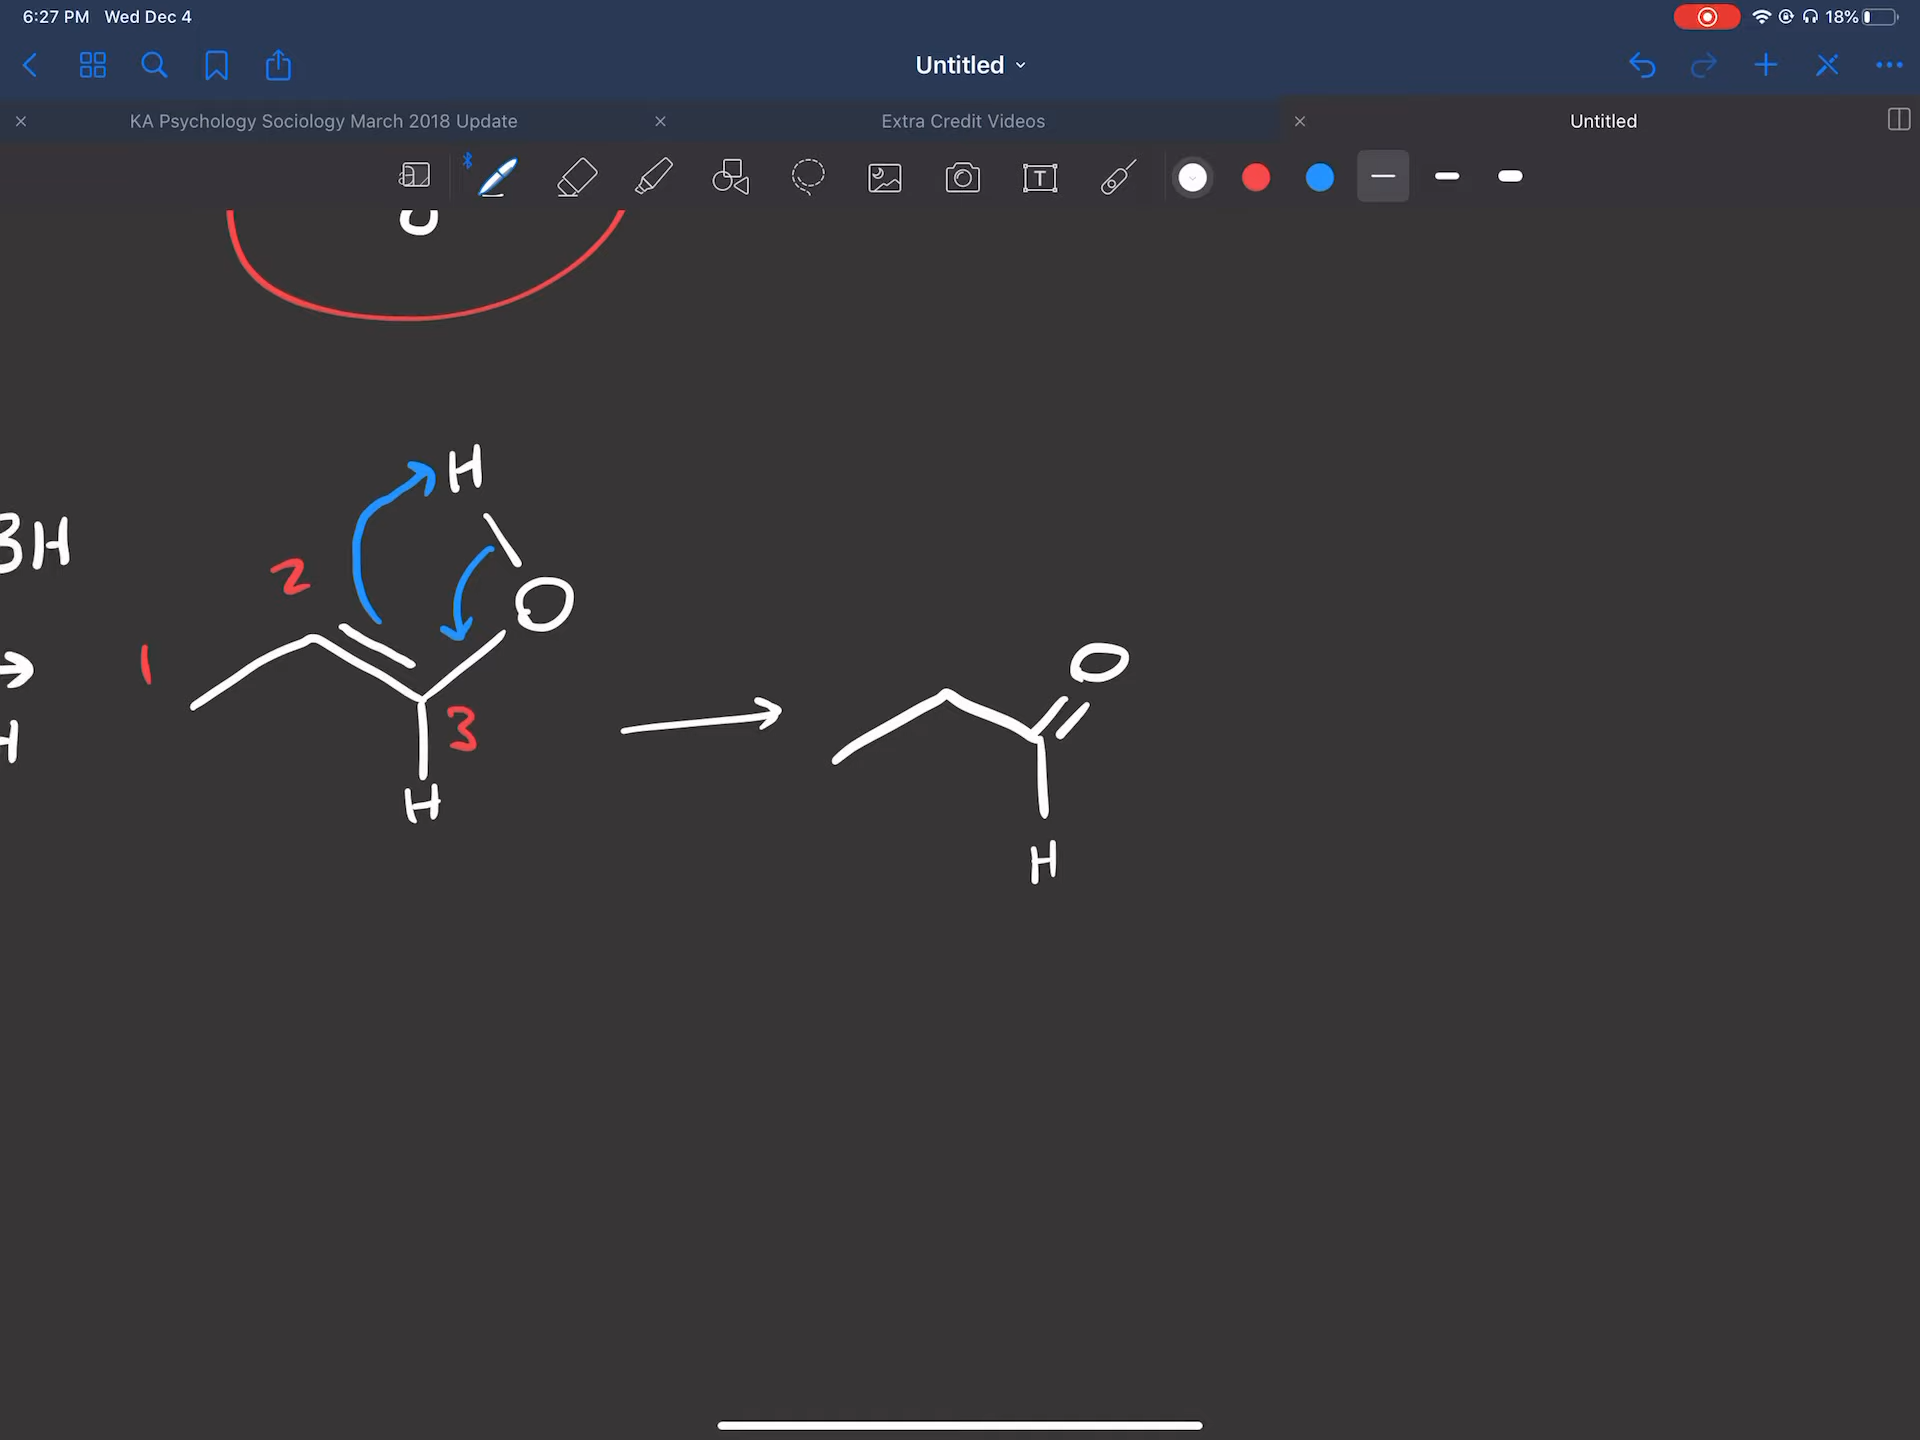 6:27 PM Wed Dec 4
18%
Untitled
KA Psychology Sociology March 2018 Update
Extra Credit Videos
Untitled
T
H
3H
2
O
1
O
3
H
H
H